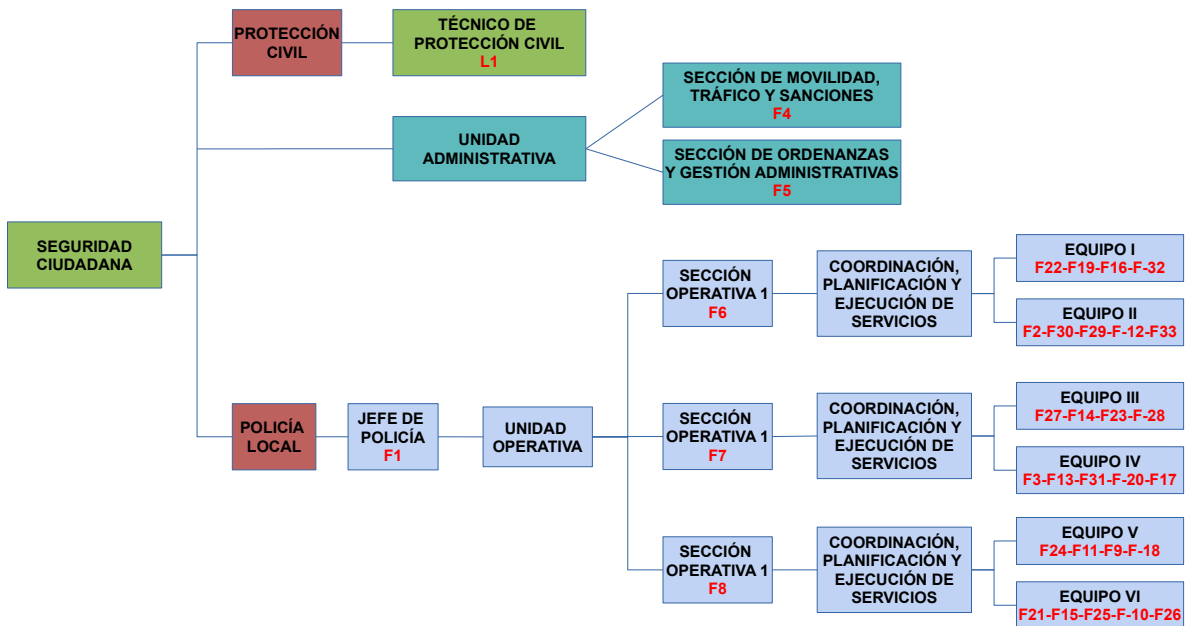 PROTECCIÓN
CIVIL
TÉCNICO DE
PROTECCIÓN CIVIL
L1
SECCIÓN DE MOVILIDAD,
TRÁFICO Y SANCIONES
F4
UNIDAD
ADMINISTRATIVA
SECCIÓN DE ORDENANZAS
Y GESTIÓN ADMINISTRATIVAS
F5
SEGURIDAD
CIUDADANA
POLICÍA
LOCAL
JEFE DE
POLICÍA
F1
UNIDAD
OPERATIVA
SECCIÓN
OPERATIVA 1
F6
COORDINACIÓN,
PLANIFICACIÓN Y
EJECUCIÓN DE
SERVICIOS
EQUIPO I
F22-F19-F16-F-32
EQUIPO II
F2-F30-F29-F-12-F33
SECCIÓN
OPERATIVA 1
F7
COORDINACIÓN,
PLANIFICACIÓN Y
EJECUCIÓN DE
SERVICIOS
EQUIPO III
F27-F14-F23-F-28
EQUIPO IV
F3-F13-F31-F-20-F17
SECCIÓN
OPERATIVA 1
F8
COORDINACIÓN,
PLANIFICACIÓN Y
EJECUCIÓN DE
SERVICIOS
EQUIPO V
F24-F11-F9-F-18
EQUIPO VI
F21-F15-F25-F-10-F26